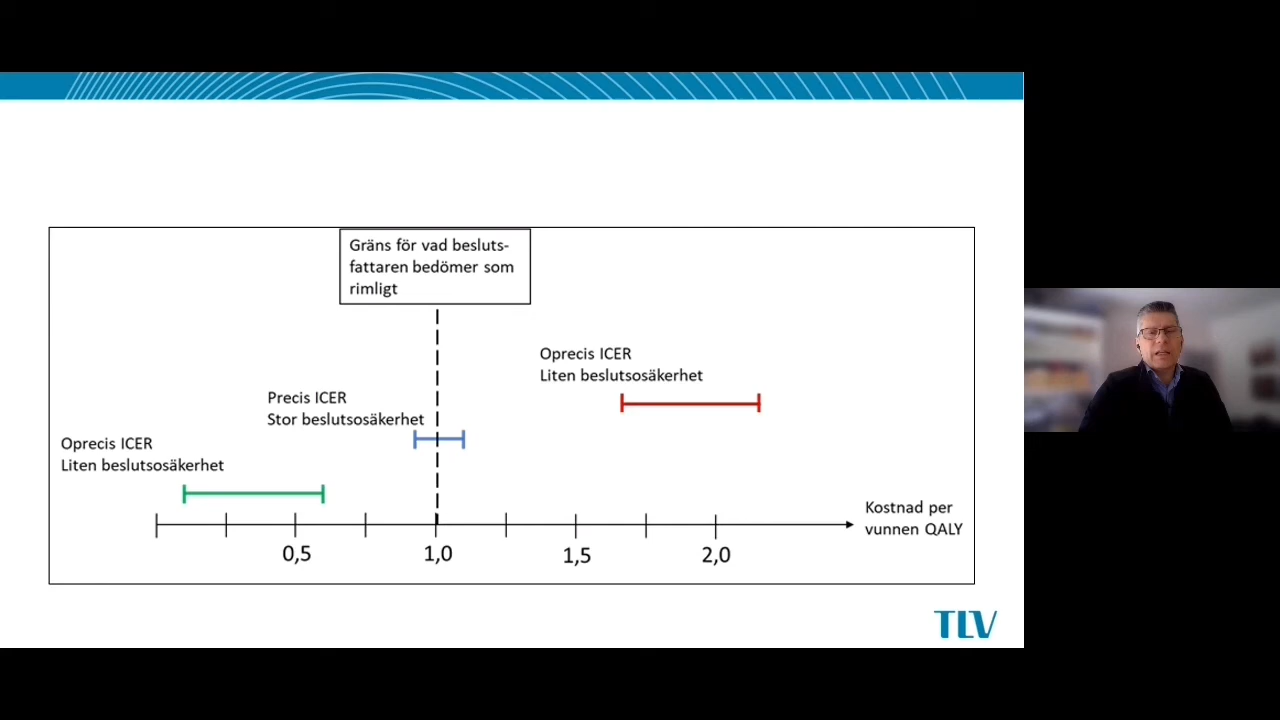 Gräns för vad besluts-
fattaren bedömer som
rimligt
Oprecis ICER
Liten beslutsosäkerhet
Precis ICER
Stor beslutsosäkerhet
Oprecis ICER
Liten beslutsosäkerhet
Kostnad per
vunnen QALY
0,5
1,0
1,5
2,0
TLV